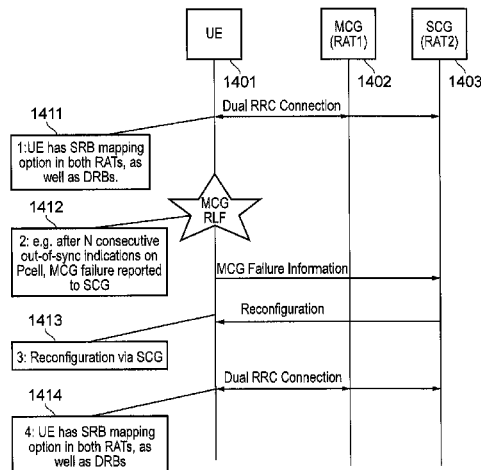 UE
MCG
(RAT1)
SCG
(RAT2)
1401
1402
1403
Dual RRC Connection
1411
1:UE has SRB mapping
option in both RATs, as
well as DRBs.
MCG
RLF
1412
2: e.g. after N consecutive
out-of-sync indications on
Pcell, MCG failure reported
to SCG
MCG Failure Information
Reconfiguration
1413
3: Reconfiguration via SCG
Dual RRC Connection
1414
4: UE has SRB mapping
option in both RATs, as
well as DRBs